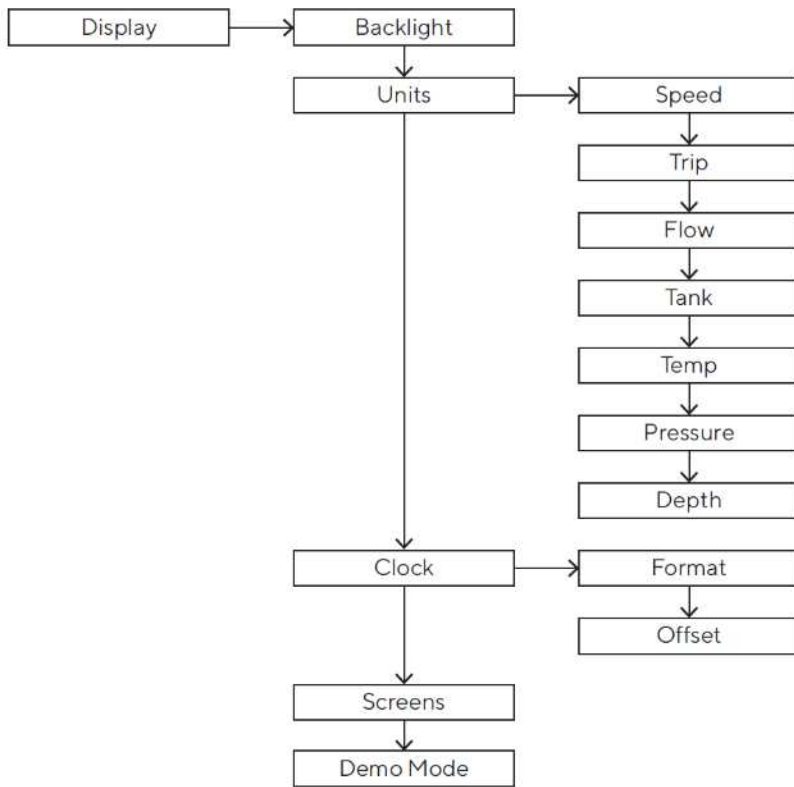 Display
Backlight
Units
Speed
Trip
Flow
Tank
Temp
Pressure
Depth
Clock
Format
Offset
Screens
Demo Mode